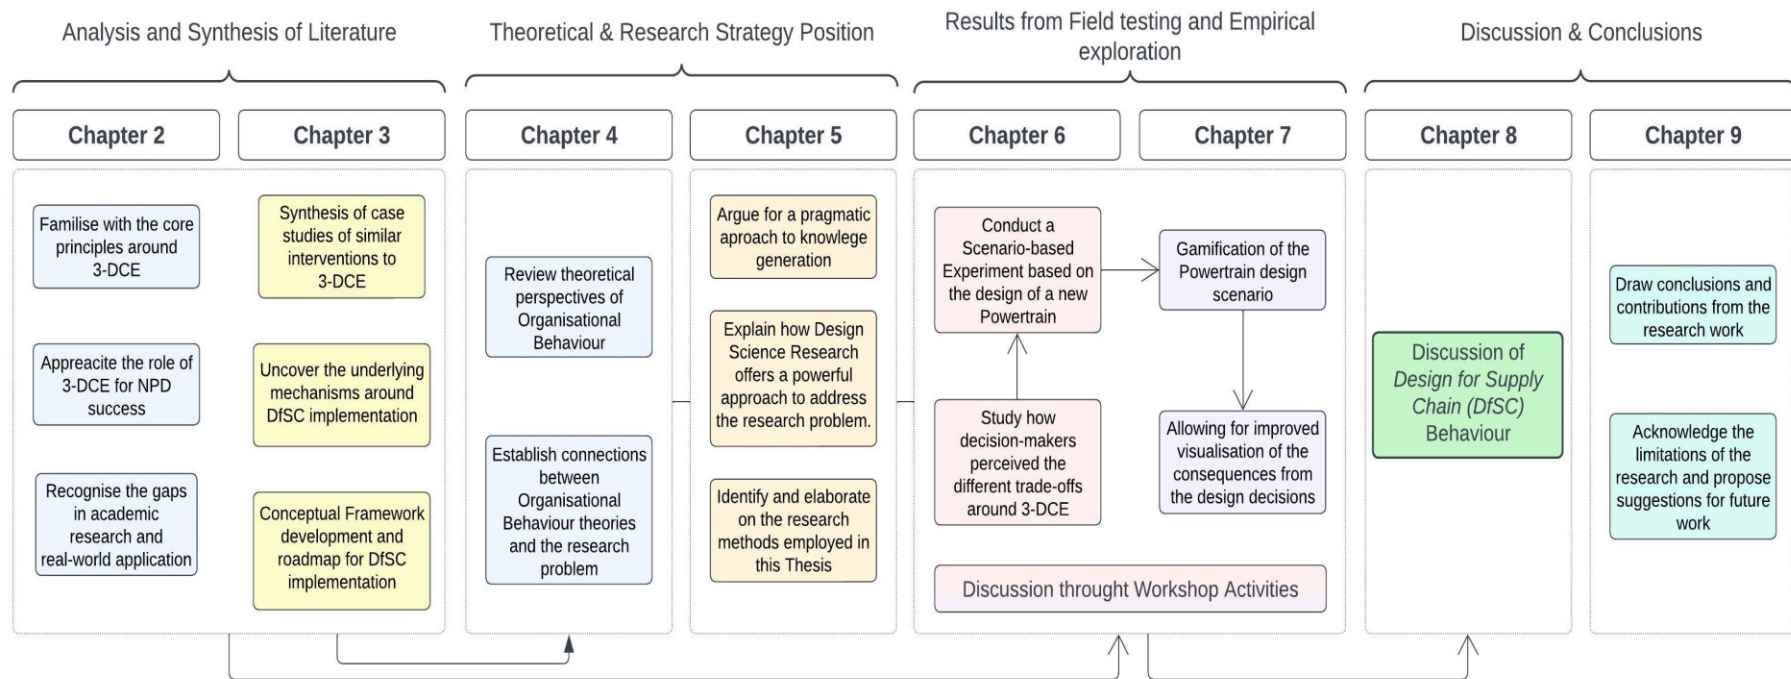 Analysis and Synthesis of Literature
Theoretical & Research Strategy Position
Results from Field testing and Empirical
exploration
Discussion & Conclusions
Chapter 2
Chapter 3
Chapter 4
Chapter 5
Chapter 6
Chapter 7
Chapter 8
Chapter 9
Familise with the core
principles around
3-DCE
Appreacite the role of
3-DCE for NPD
success
Recognise the gaps
in academic
research and
real-world application
Synthesis of case
studies of similar
interventions to
3-DCE
Uncover the underlying
mechanisms around
DfSC implementation
Conceptual Framework
development and
roadmap for DfSC
implementation
Review theoretical
perspectives of
Organisational
Behaviour
Establish connections
between
Organisational
Behaviour theories
and the research
problem
Argue for a pragmatic
aproach to knowlege
generation
Explain how Design
Science Research
offers a powerful
approach to address
the research problem.
Identify and elaborate
on the research
methods employed in
this Thesis
Conduct a
Scenario-based
Experiment based on
the design of a new
Powertrain
Study how
decision-makers
perceived the
different trade-offs
around 3-DCE
Gamification of the
Powertrain design
scenario
Allowing for improved
visualisation of the
consequences from
the design decisions
Discussion throught Workshop Activities
Discussion of
Design for Supply
Chain (DfSC)
Behaviour
Draw conclusions and
contributions from the
research work
Acknowledge the
limitations of the
research and propose
suggestions for future
work